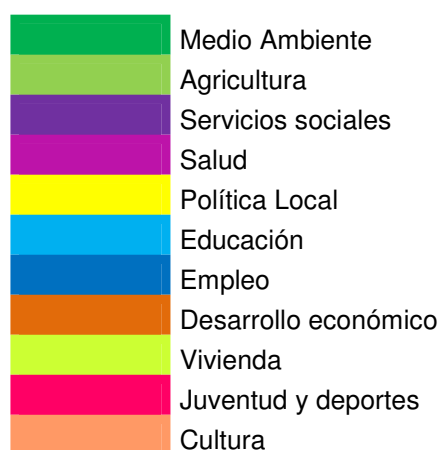 Medio Ambiente
Agricultura
Servicios sociales
Salud
Política Local
Educación
Empleo
Desarrollo económico
Vivienda
Juventud y deportes
Cultura